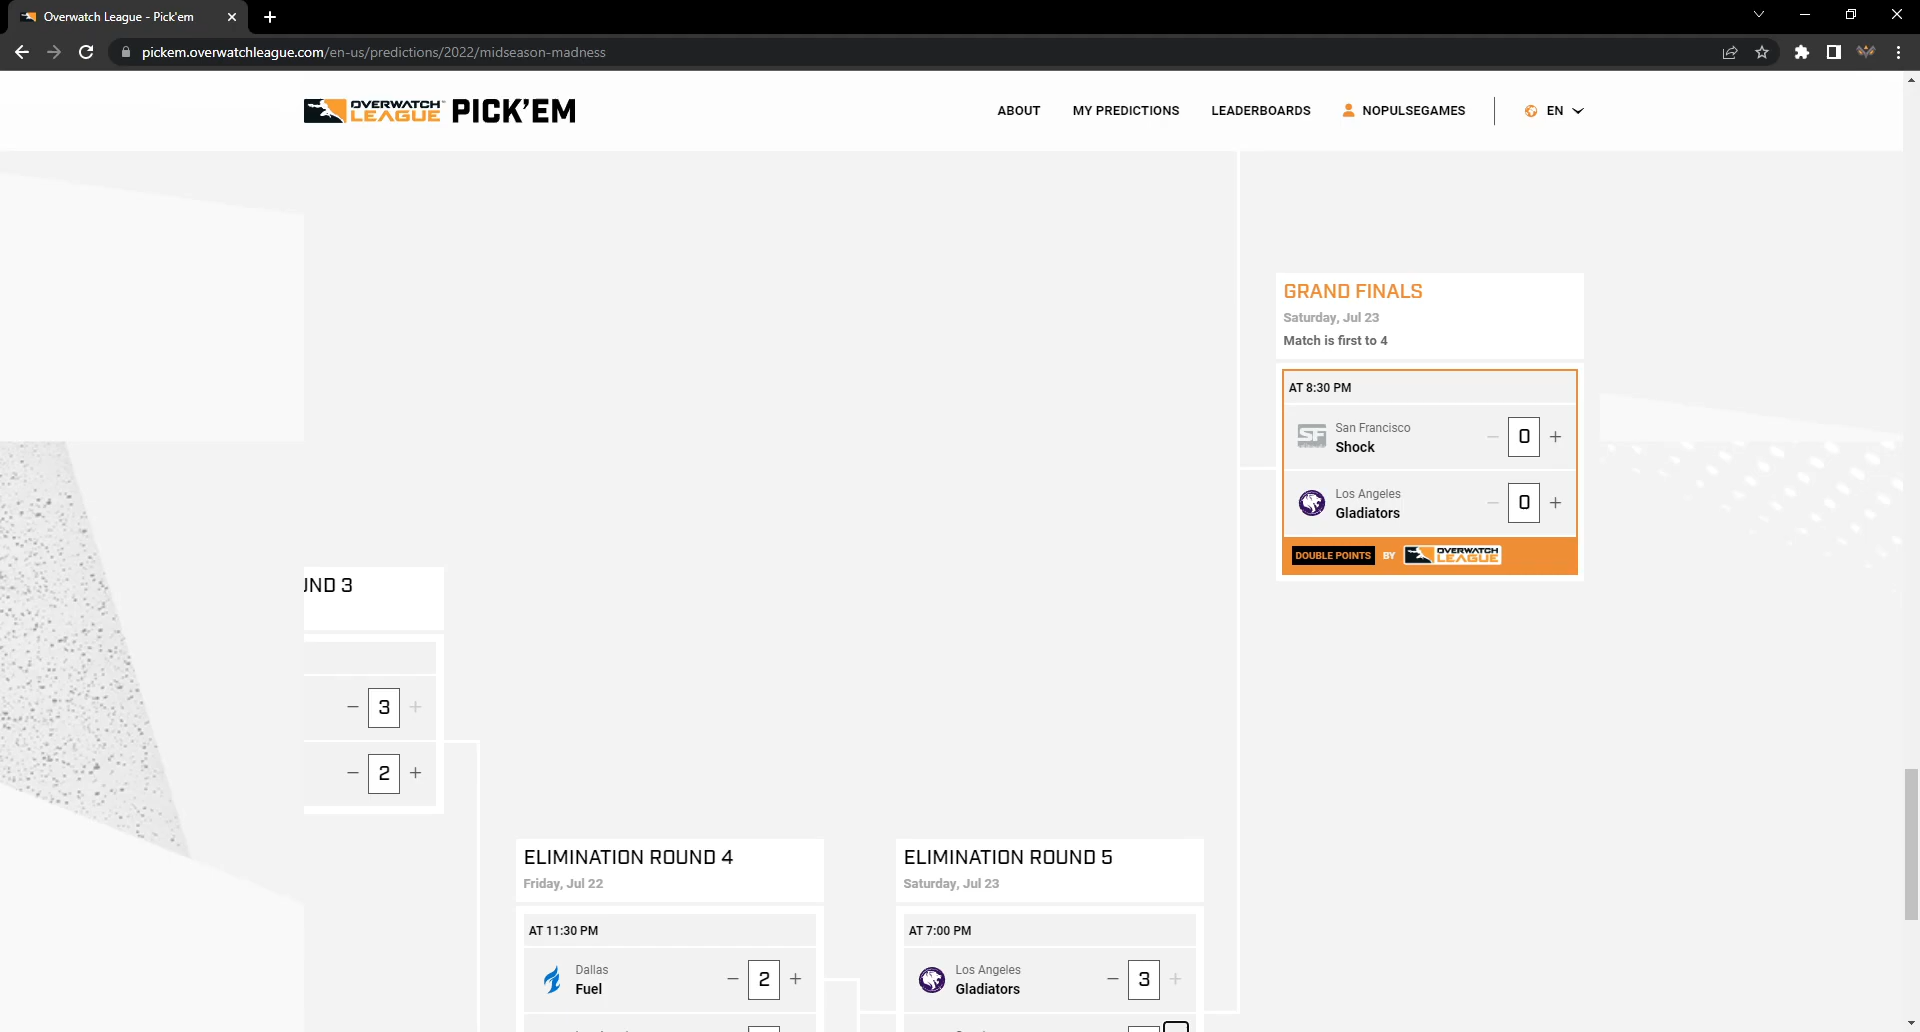 Overwatch League - Pick'em
pickem.overwatchleague.com/en-us/predictions/2022/midseason-madness
OVERWATCH LEAGUE PICK'EM
ABOUT
MY PREDICTIONS
LEADERBOARDS
NOPULSEGAMES
EN
GRAND FINALS
Saturday, Jul 23
Match is first to 4
AT 8:30 PM
San Francisco
Shock
0
Los Angeles
Gladiators
0
DOUBLE POINTS BY OVERWATCH LEAGUE
UND 3
3
2
ELIMINATION ROUND 4
Friday, Jul 22
AT 11:30 PM
Dallas
Fuel
2
ELIMINATION ROUND 5
Saturday, Jul 23
AT 7:00 PM
Los Angeles
Gladiators
3